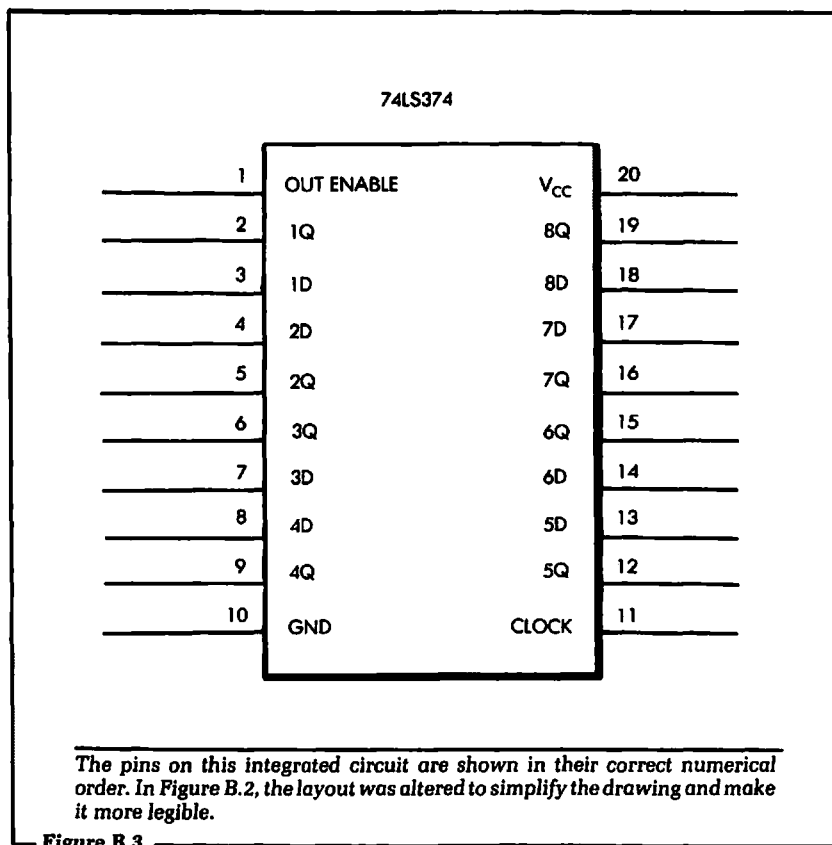 74LS374
1 OUT ENABLE V_CC 20
2 1Q 8Q 19
3 1D 8D 18
4 2D 7D 17
5 2Q 7Q 16
6 3Q 6Q 15
7 3D 6D 14
8 4D 5D 13
9 4Q 5Q 12
10 GND CLOCK 11
The pins on this integrated circuit are shown in their correct numerical
order. In Figure B.2, the layout was altered to simplify the drawing and make
it more legible.
Figure B.3